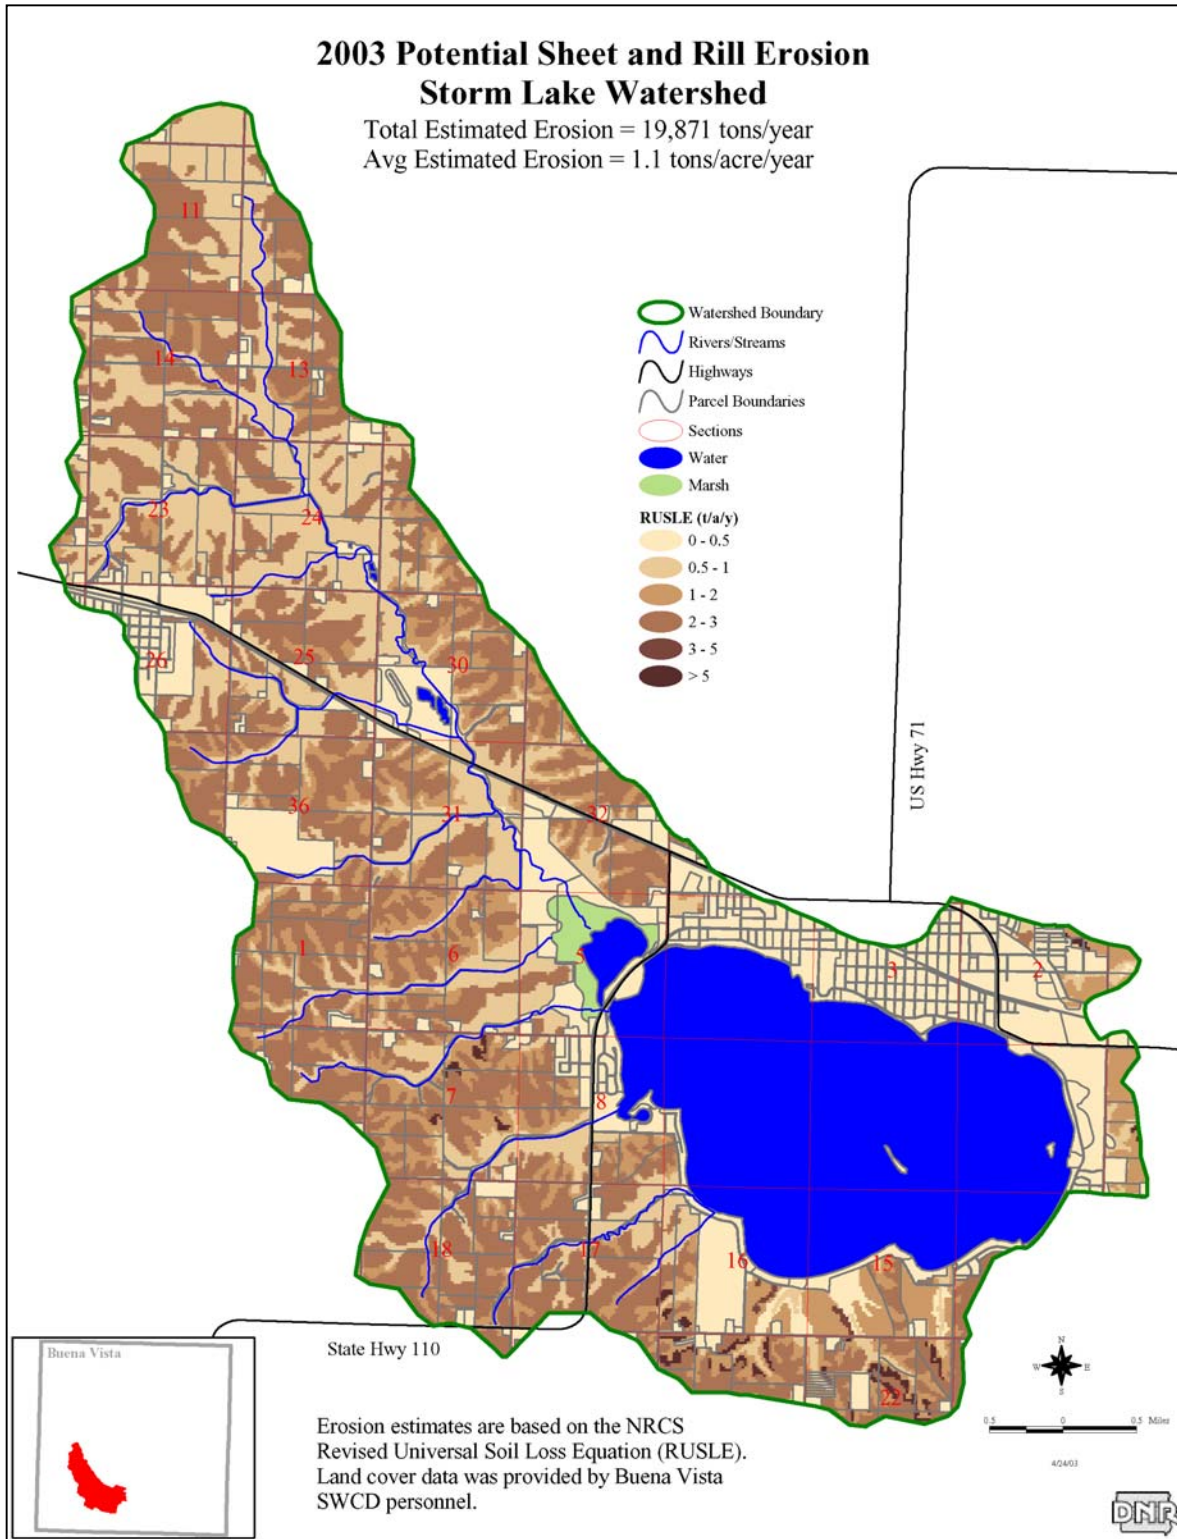 2003 Potential Sheet and Rill Erosion
Storm Lake Watershed
Total Estimated Erosion = 19,871 tons/year
Avg Estimated Erosion = 1.1 tons/acre/year
11
14
13
23
24
26
25
30
36
31
32
1
6
5
3
2
7
8
18
17
16
15
22
Watershed Boundary
Rivers/Streams
Highways
Parcel Boundaries
Sections
Water
Marsh
RUSLE (t/a/y)
0 - 0.5
0.5 - 1
1 - 2
2 - 3
3 - 5
> 5
US Hwy 71
State Hwy 110
Buena Vista
Erosion estimates are based on the NRCS
Revised Universal Soil Loss Equation (RUSLE).
Land cover data was provided by Buena Vista
SWCD personnel.
N
W E
S
0.5 0 0.5 Miles
4/24/03
DNR